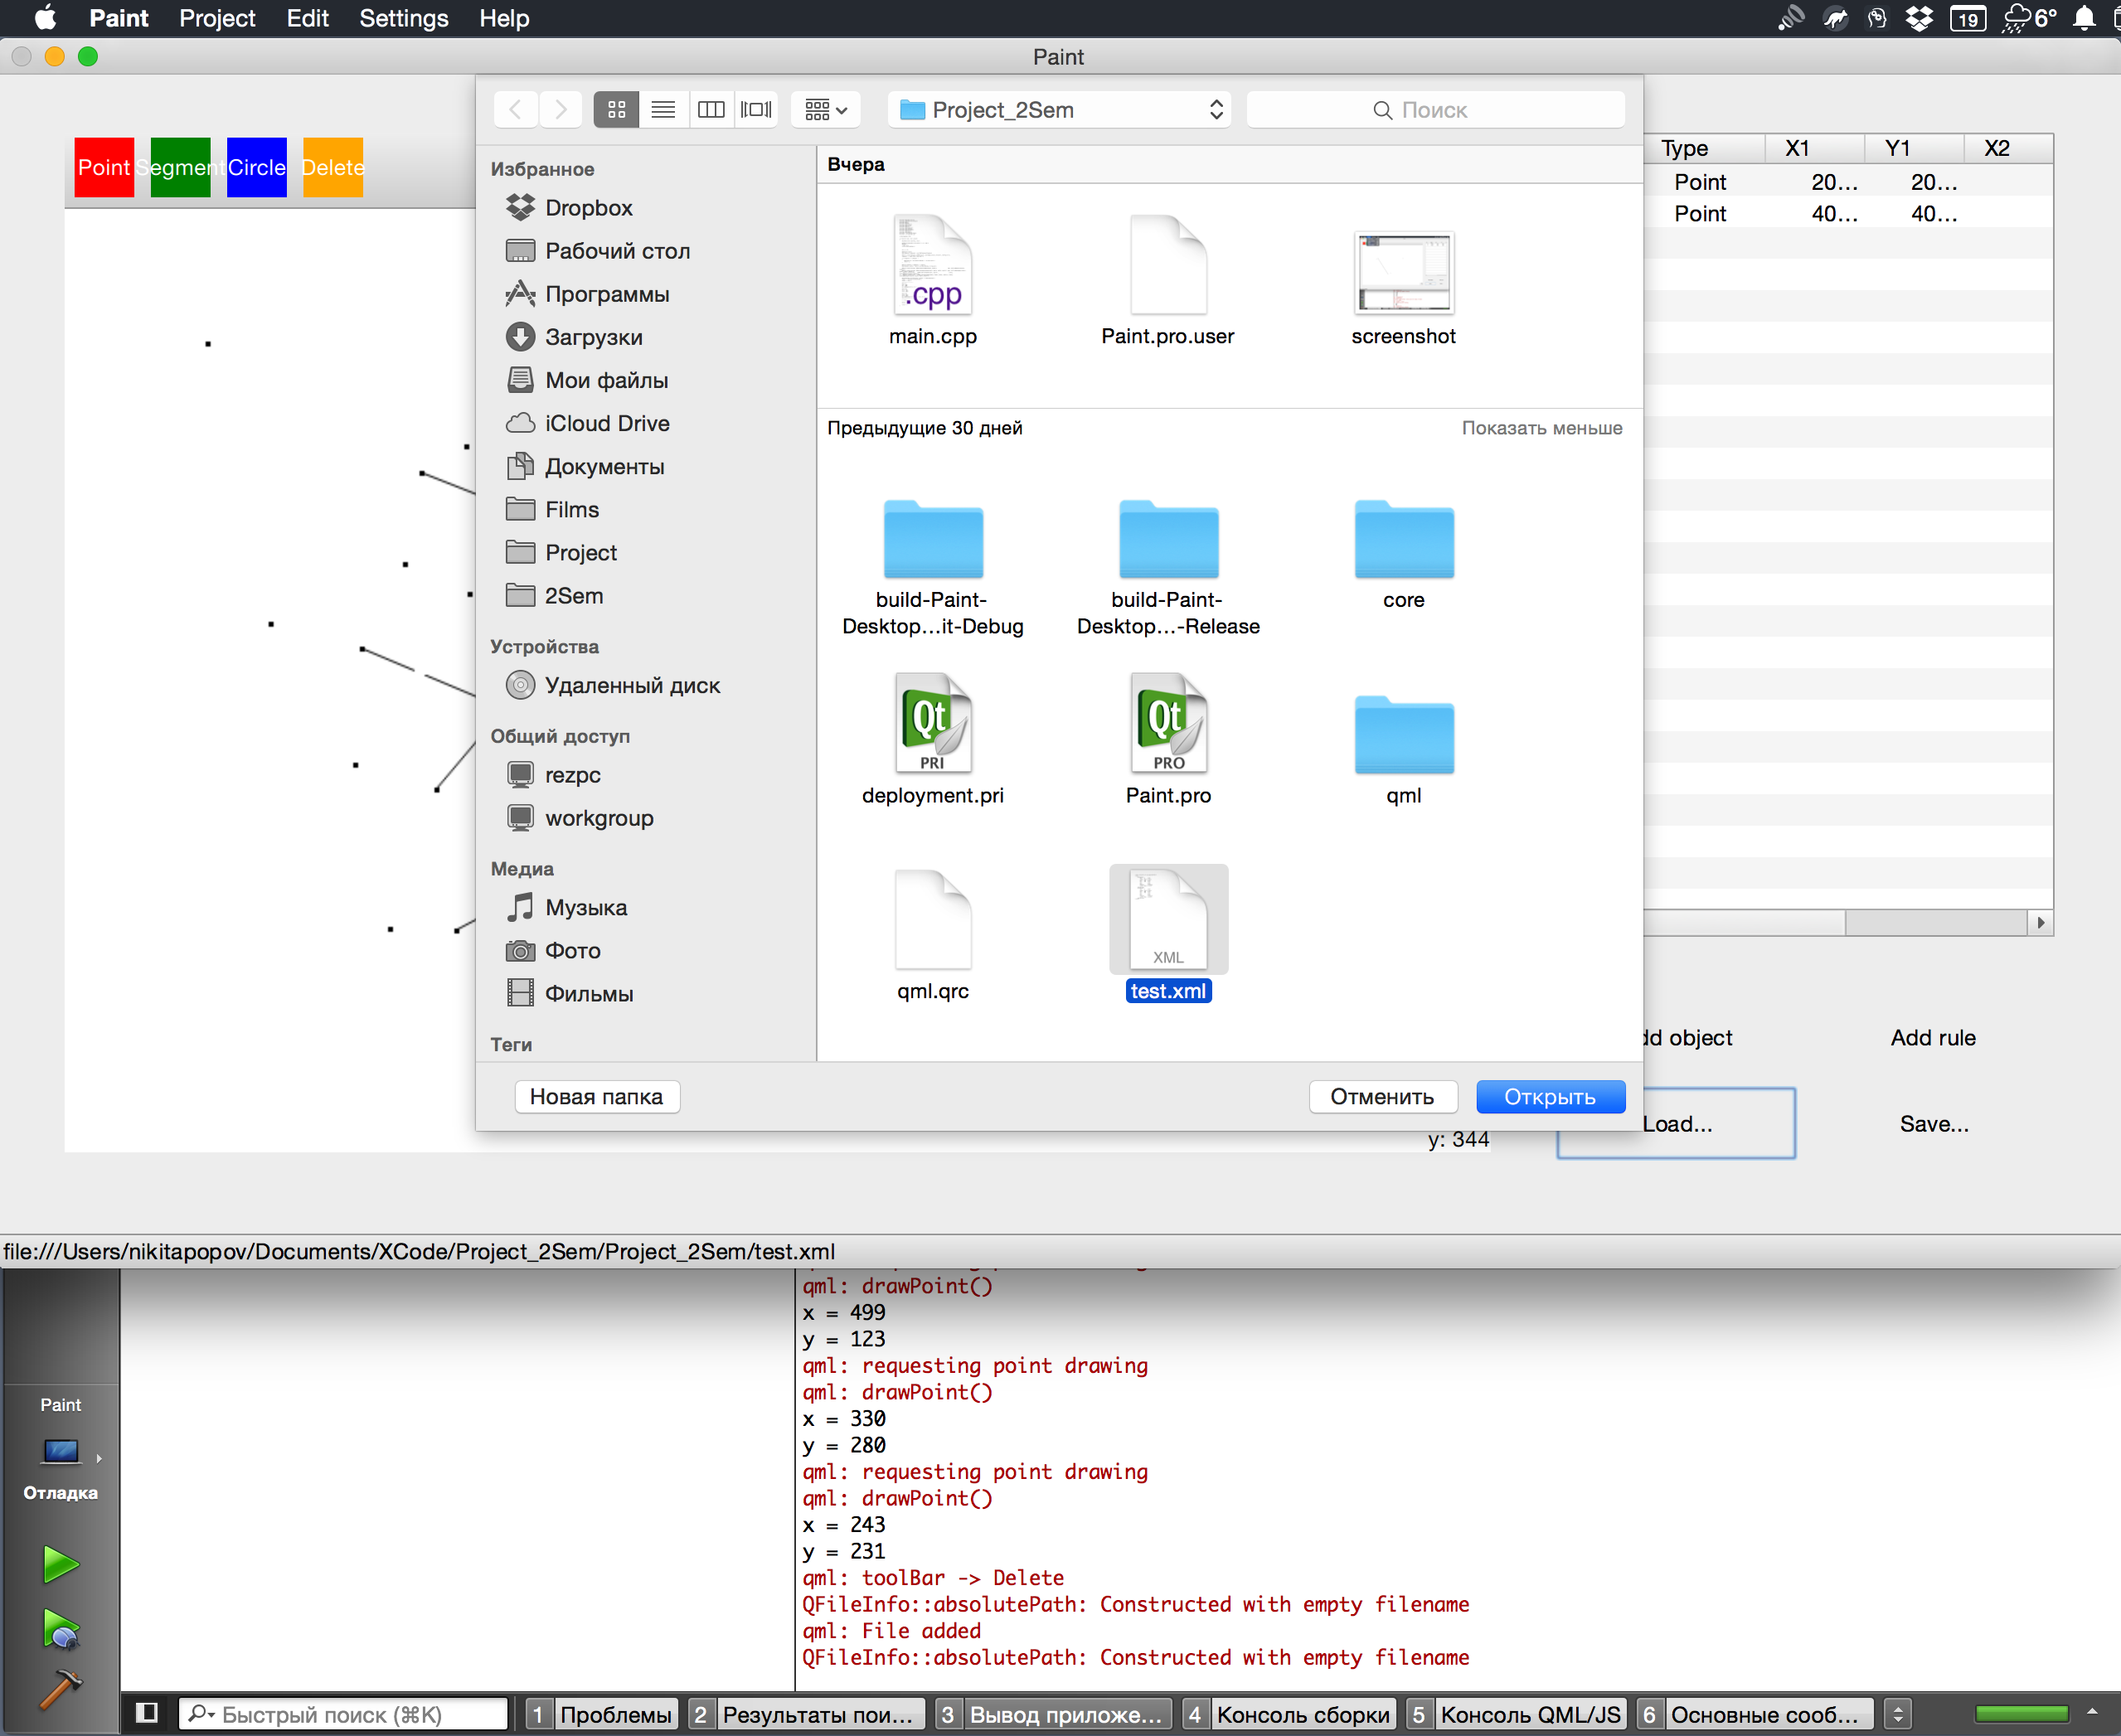 Paint Project Edit Settings Help
19 6°
Paint
Project_2Sem
Поиск
Point Segment Circle Delete
Избранное
Dropbox
Рабочий стол
Программы
Загрузки
Мои файлы
iCloud Drive
Документы
Films
Project
2Sem
Устройства
Удаленный диск
Общий доступ
rezpc
workgroup
Медиа
Музыка
Фото
Фильмы
Теги
Вчера
.cpp
main.cpp Paint.pro.user screenshot
Предыдущие 30 дней Показать меньше
build-Paint-
Desktop…it-Debug
build-Paint-
Desktop…-Release
core
Qt
PRI
Qt
PRO
deployment.pri Paint.pro qml
XML
qml.qrc test.xml
Новая папка Отменить Открыть
Type X1 Y1 X2
Point 20… 20…
Point 40… 40…
dd object Add rule
Load... Save...
y: 344
file:///Users/nikitapopov/Documents/XCode/Project_2Sem/Project_2Sem/test.xml
qml: drawPoint()
x = 499
y = 123
qml: requesting point drawing
qml: drawPoint()
x = 330
y = 280
qml: requesting point drawing
qml: drawPoint()
x = 243
y = 231
qml: toolBar -> Delete
QFileInfo::absolutePath: Constructed with empty filename
qml: File added
QFileInfo::absolutePath: Constructed with empty filename
Paint
Отладка
Быстрый поиск (⌘K)
1 Проблемы
2 Результаты пои…
3 Вывод приложе…
4 Консоль сборки
5 Консоль QML/JS
6 Основные сооб…